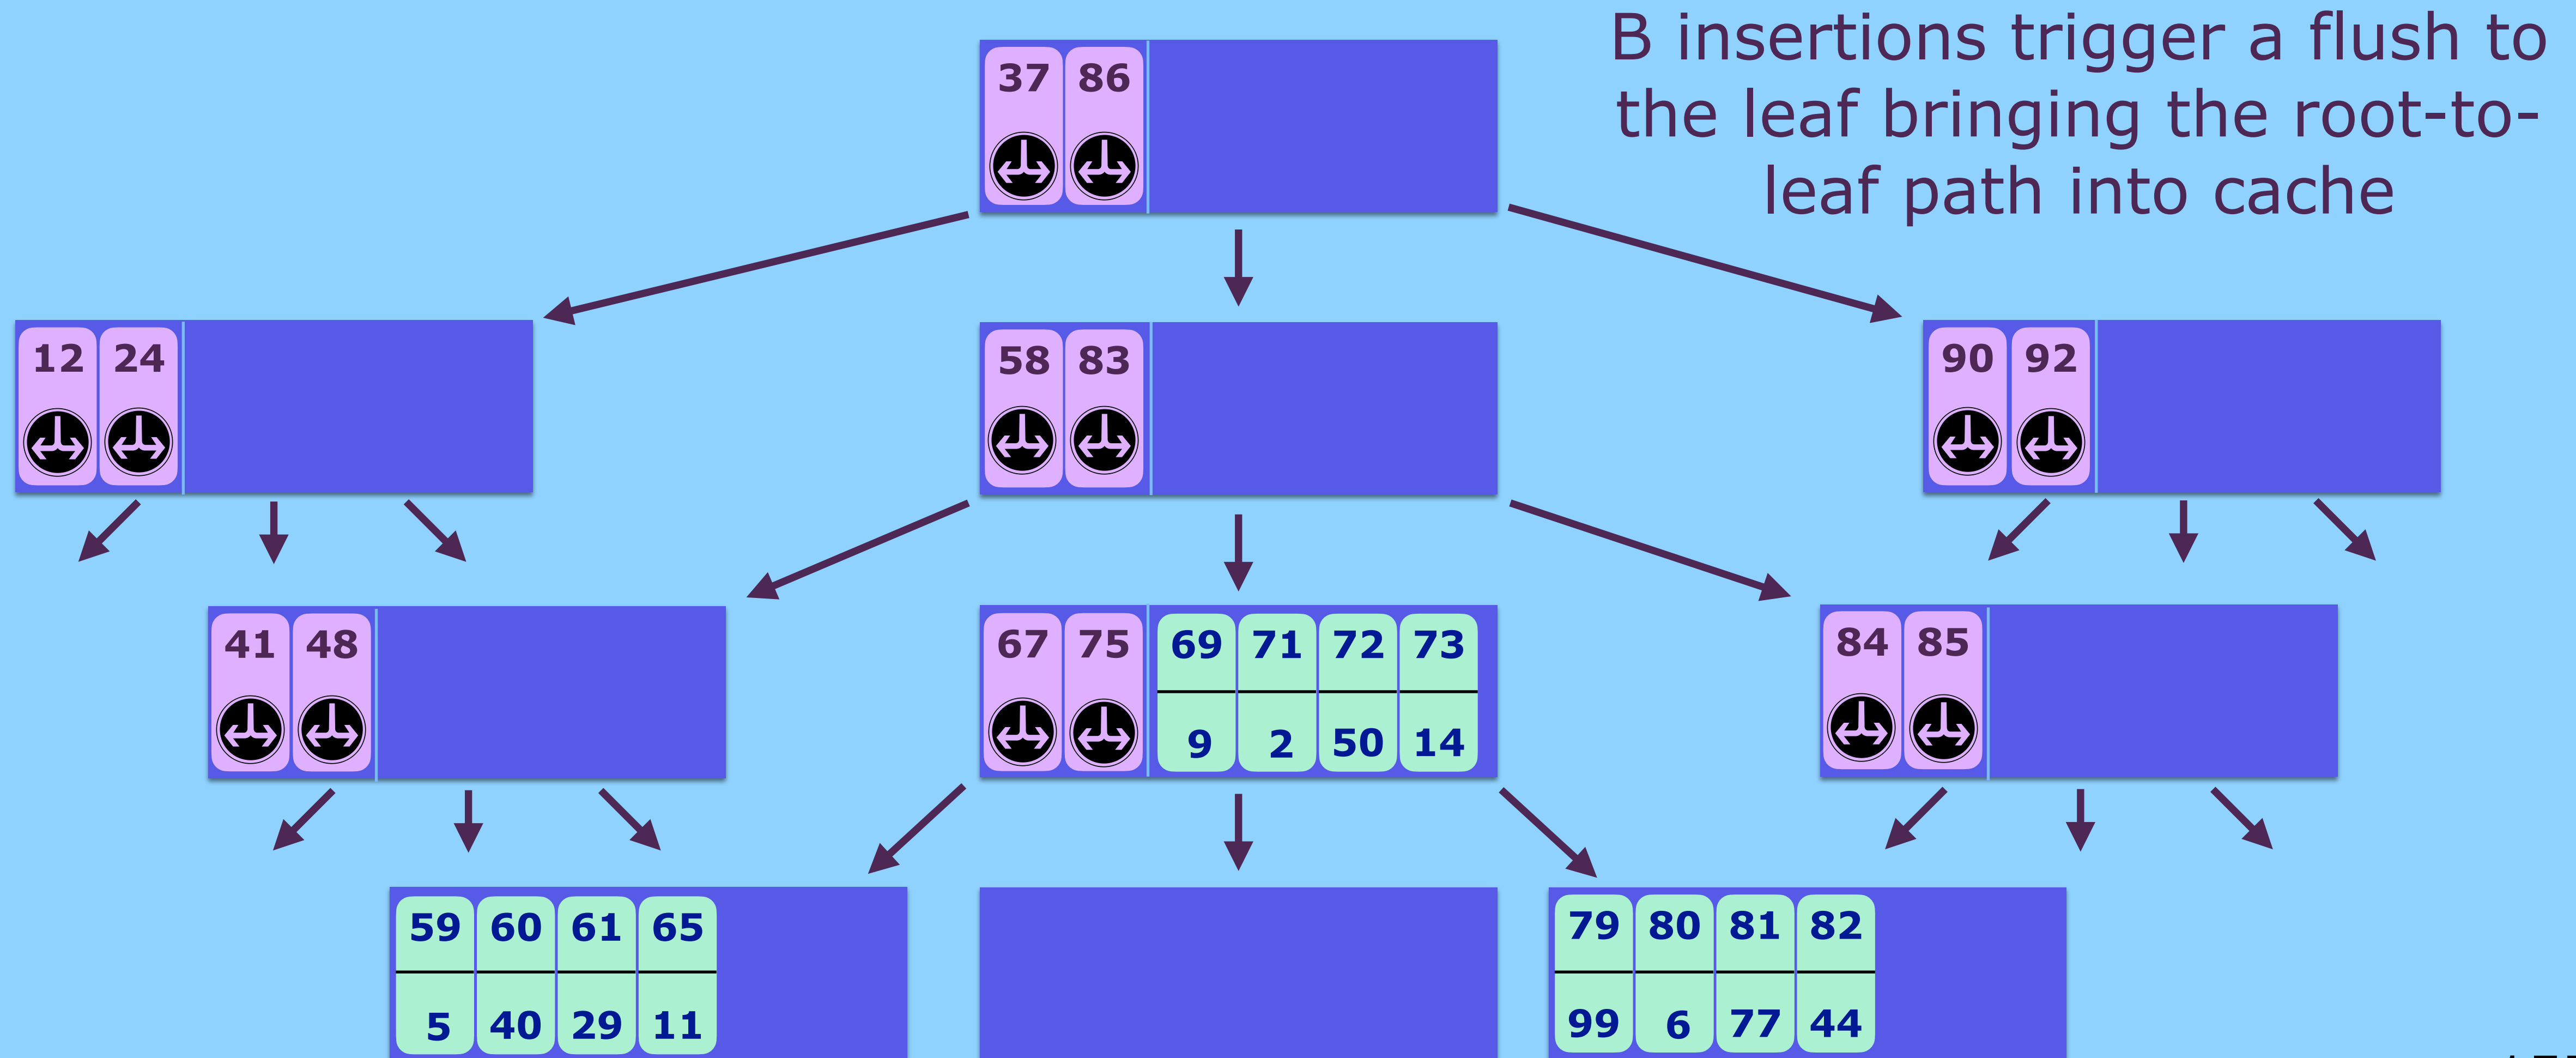 B insertions trigger a flush to
the leaf bringing the root-to-
leaf path into cache
37 86
12 24
58 83
90 92
41 48
67 75 69 71 72 73
9 2 50 14
84 85
59 60 61 65
5 40 29 11
79 80 81 82
99 6 77 44